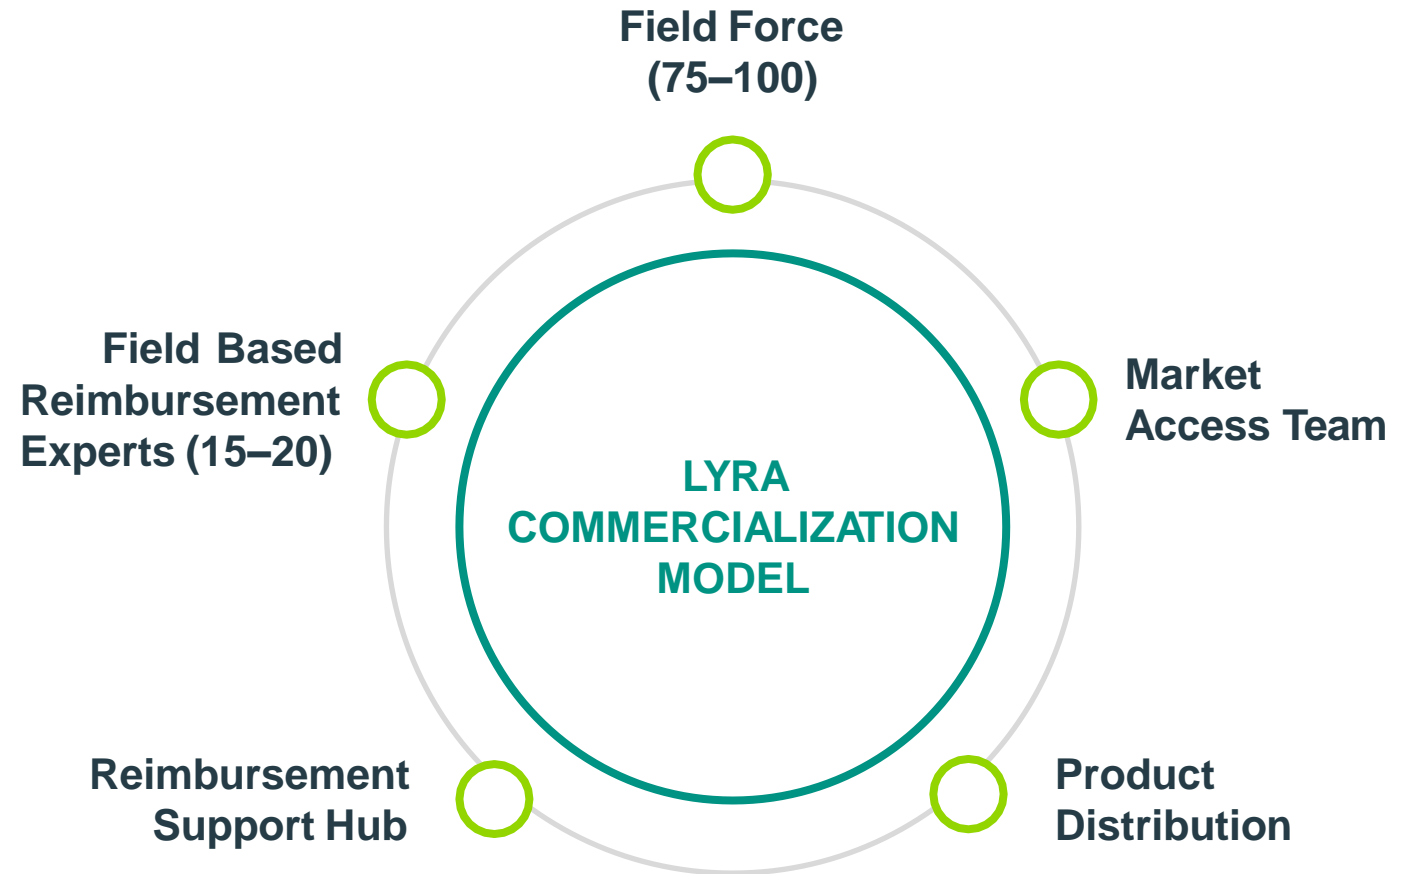 Field Force
(75–100)
Field Based
Reimbursement
Experts (15–20)
Market
Access Team
LYRA
COMMERCIALIZATION
MODEL
Reimbursement
Support Hub
Product
Distribution